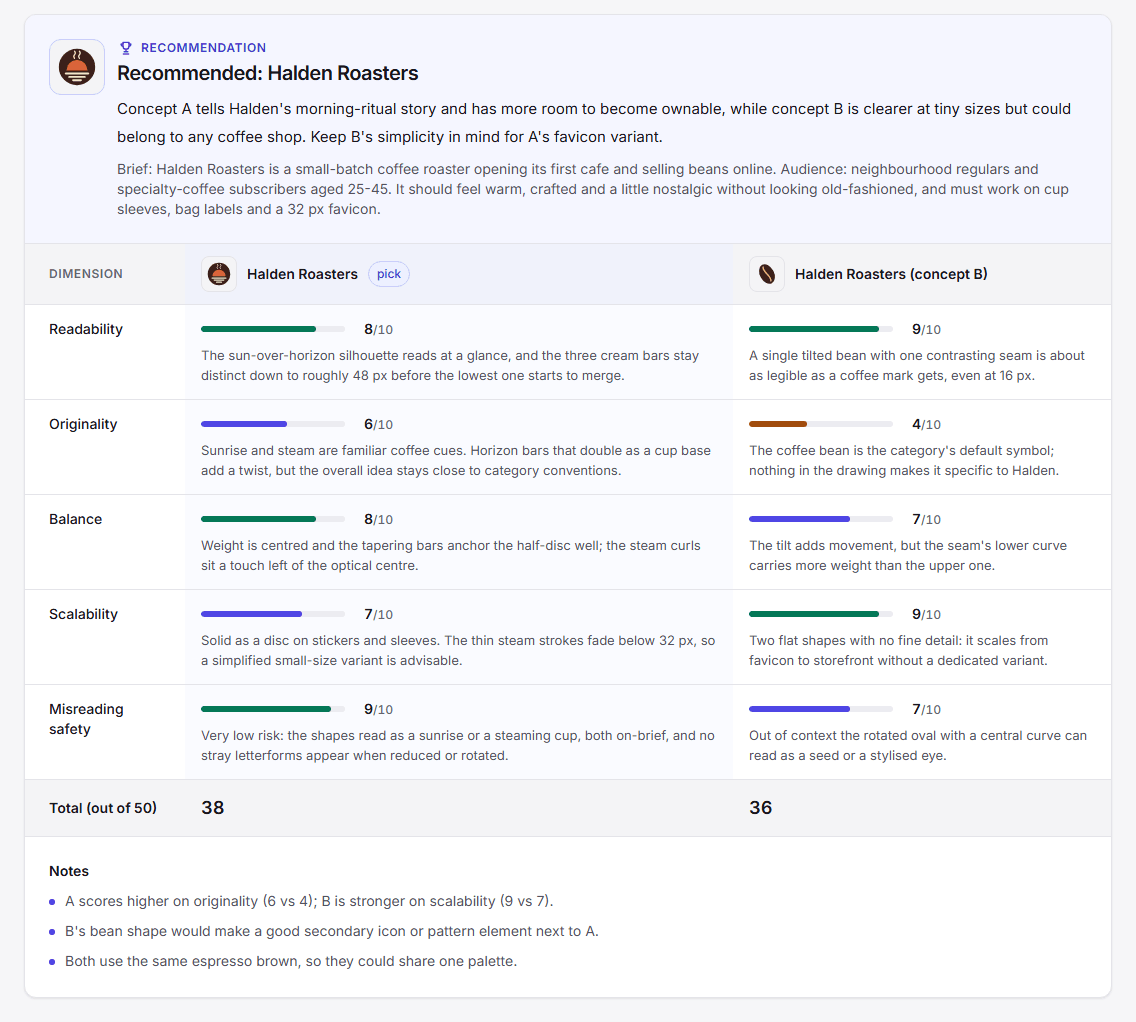 RECOMMENDATION
Recommended: Halden Roasters
Concept A tells Halden's morning-ritual story and has more room to become ownable, while concept B is clearer at tiny sizes but could
belong to any coffee shop. Keep B's simplicity in mind for A's favicon variant.
Brief: Halden Roasters is a small-batch coffee roaster opening its first cafe and selling beans online. Audience: neighbourhood regulars and
specialty-coffee subscribers aged 25-45. It should feel warm, crafted and a little nostalgic without looking old-fashioned, and must work on cup
sleeves, bag labels and a 32 px favicon.
DIMENSION
Halden Roasters pick
Halden Roasters (concept B)
Readability
8/10
The sun-over-horizon silhouette reads at a glance, and the three cream bars stay
distinct down to roughly 48 px before the lowest one starts to merge.
9/10
A single tilted bean with one contrasting seam is about
as legible as a coffee mark gets, even at 16 px.
Originality
6/10
Sunrise and steam are familiar coffee cues. Horizon bars that double as a cup base
add a twist, but the overall idea stays close to category conventions.
4/10
The coffee bean is the category's default symbol;
nothing in the drawing makes it specific to Halden.
Balance
8/10
Weight is centred and the tapering bars anchor the half-disc well; the steam curls
sit a touch left of the optical centre.
7/10
The tilt adds movement, but the seam's lower curve
carries more weight than the upper one.
Scalability
7/10
Solid as a disc on stickers and sleeves. The thin steam strokes fade below 32 px, so
a simplified small-size variant is advisable.
9/10
Two flat shapes with no fine detail: it scales from
favicon to storefront without a dedicated variant.
Misreading
safety
9/10
Very low risk: the shapes read as a sunrise or a steaming cup, both on-brief, and no
stray letterforms appear when reduced or rotated.
7/10
Out of context the rotated oval with a central curve can
read as a seed or a stylised eye.
Total (out of 50)
38
36
Notes
A scores higher on originality (6 vs 4); B is stronger on scalability (9 vs 7).
B's bean shape would make a good secondary icon or pattern element next to A.
Both use the same espresso brown, so they could share one palette.